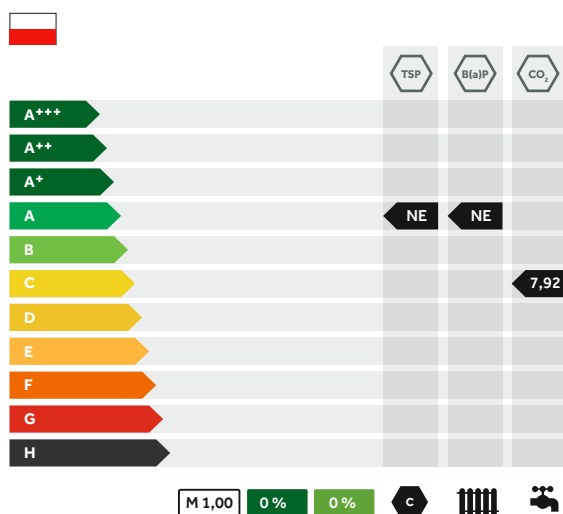 TSP B(a)P CO₂
A+++
A++
A+
A NE NE
B
C 7,92
D
E
F
G
H
M 1,00 0 % 0 % C